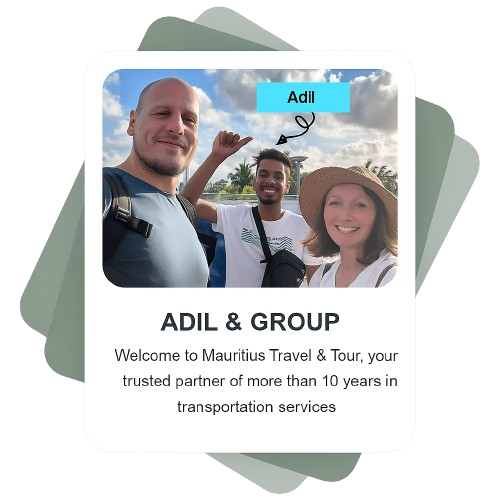 Adil
ADIL & GROUP
Welcome to Mauritius Travel & Tour, your
trusted partner of more than 10 years in
transportation services